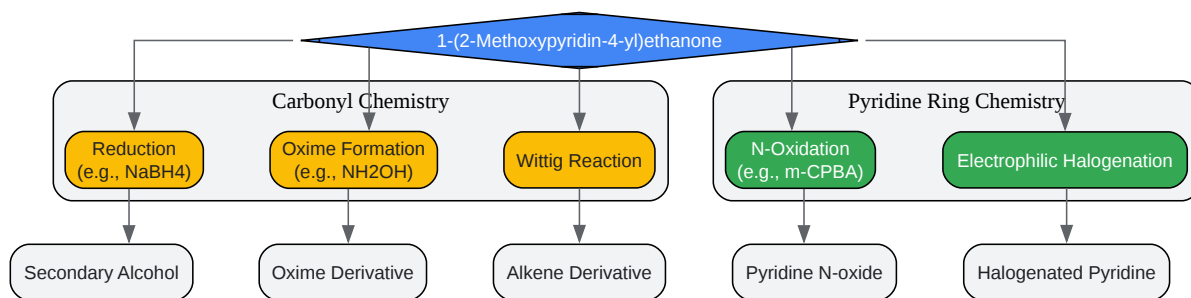 1-(2-Methoxypyridin-4-yl)ethanone
Carbonyl Chemistry
Pyridine Ring Chemistry
Reduction
(e.g., NaBH4)
Oxime Formation
(e.g., NH2OH)
Wittig Reaction
N-Oxidation
(e.g., m-CPBA)
Electrophilic Halogenation
Secondary Alcohol
Oxime Derivative
Alkene Derivative
Pyridine N-oxide
Halogenated Pyridine